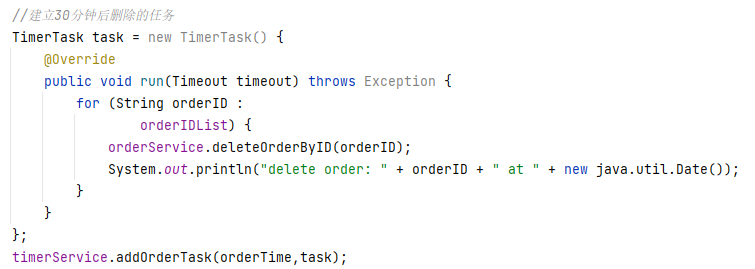 //建立30分钟后删除的任务
TimerTask task = new TimerTask() {
@Override
public void run(Timeout timeout) throws Exception {
for (String orderID :
orderIDList) {
orderService.deleteOrderByID(orderID);
System.out.println("delete order: " + orderID + " at " + new java.util.Date());
}
}
};
timerService.addOrderTask(orderTime,task);